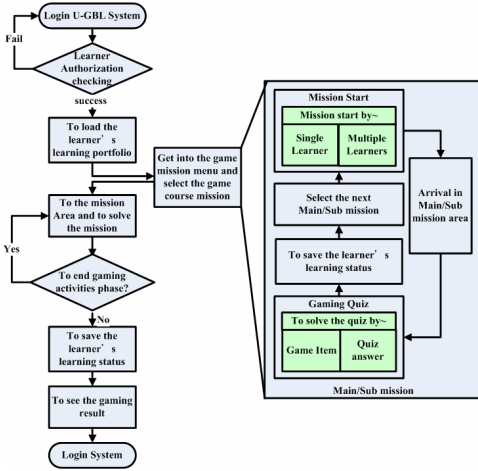 Login U-GBL System
Fail
Learner
Authorization
checking
success
To load the
learner’s
learning portfolio
Get into the game
mission menu and
select the game
course mission
To the mission
Area and to solve
the mission
Yes
To end gaming
activities phase?
No
To save the
learner’s
learning status
To see the gaming
result
Login System
Mission Start
Mission start by~
Single
Learner
Multiple
Learners
Arrival in
Main/Sub
mission area
Select the next
Main/Sub mission
To save the learner’s
learning status
Gaming Quiz
To solve the quiz by~
Game Item
Quiz
answer
Main/Sub mission